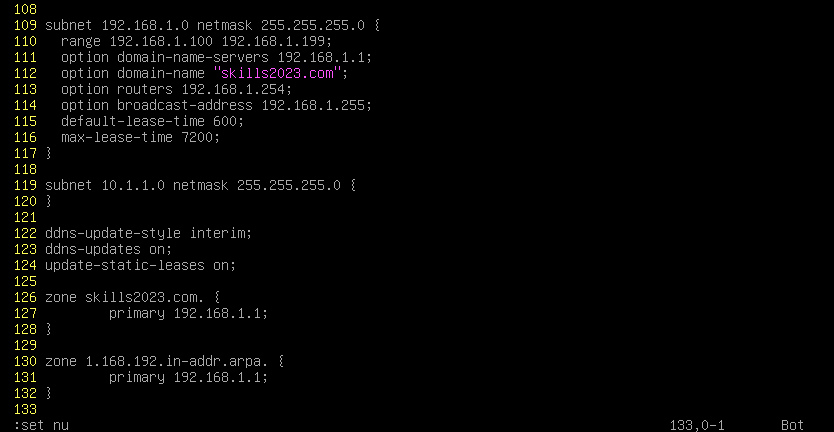 108
109 subnet 192.168.1.0 netmask 255.255.255.0 {
110   range 192.168.1.100 192.168.1.199;
111   option domain-name-servers 192.168.1.1;
112   option domain-name "skills2023.com";
113   option routers 192.168.1.254;
114   option broadcast-address 192.168.1.255;
115   default-lease-time 600;
116   max-lease-time 7200;
117 }
118
119 subnet 10.1.1.0 netmask 255.255.255.0 {
120 }
121
122 ddns-update-style interim;
123 ddns-updates on;
124 update-static-leases on;
125
126 zone skills2023.com. {
127         primary 192.168.1.1;
128 }
129
130 zone 1.168.192.in-addr.arpa. {
131         primary 192.168.1.1;
132 }
133
:set nu 133,0-1 Bot